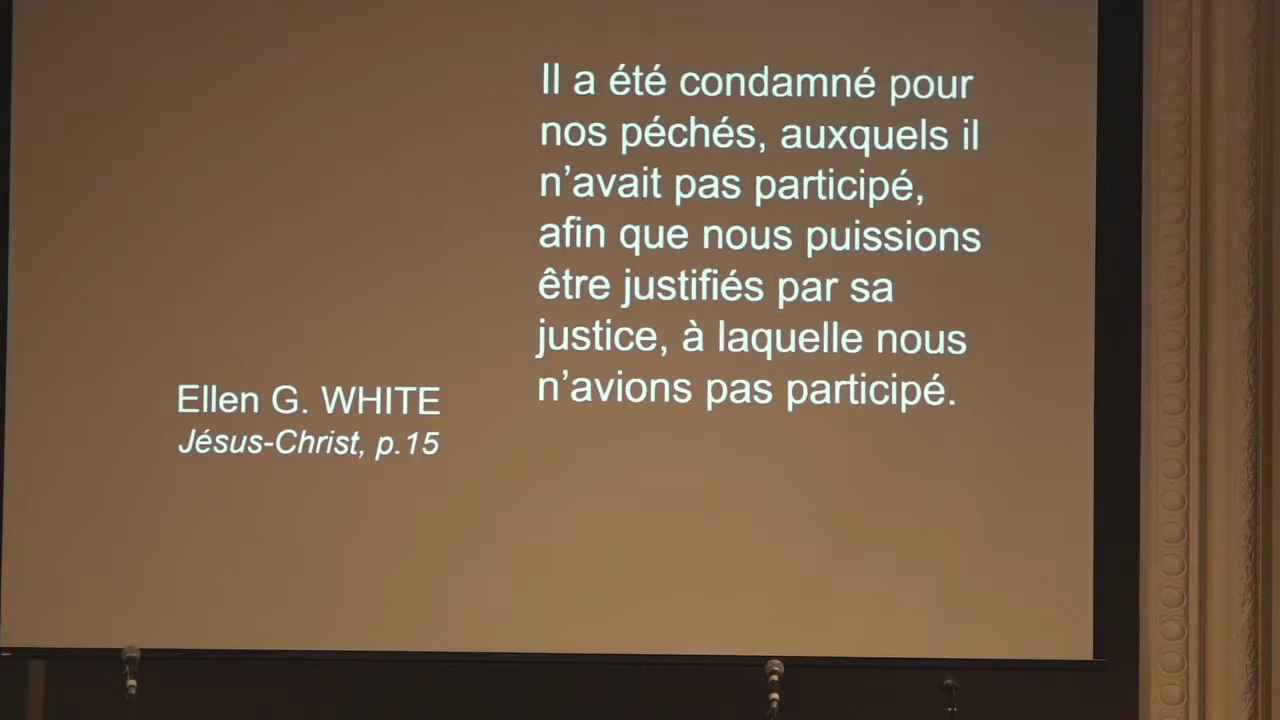 Il a été condamné pour
nos péchés, auxquels il
n’avait pas participé,
afin que nous puissions
être justifiés par sa
justice, à laquelle nous
n’avions pas participé.
Ellen G. WHITE
Jésus-Christ, p.15